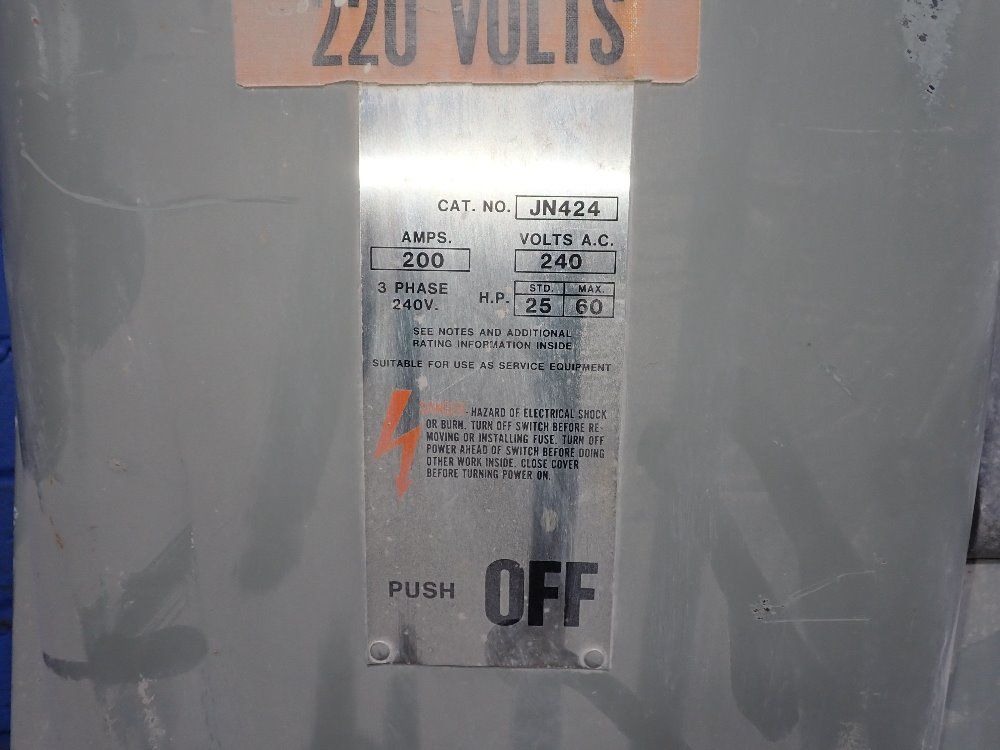 220 VOLTS
CAT. NO. JN424
AMPS. VOLTS A.C.
200 240
3 PHASE 240V. H.P. STD. 25 MAX. 60
SEE NOTES AND ADDITIONAL
RATING INFORMATION INSIDE
SUITABLE FOR USE AS SERVICE EQUIPMENT
DANGER - HAZARD OF ELECTRICAL SHOCK
OR BURN. TURN OFF SWITCH BEFORE RE-
MOVING OR INSTALLING FUSE. TURN OFF
POWER AHEAD OF SWITCH BEFORE DOING
OTHER WORK INSIDE. CLOSE COVER
BEFORE TURNING POWER ON.
PUSH OFF